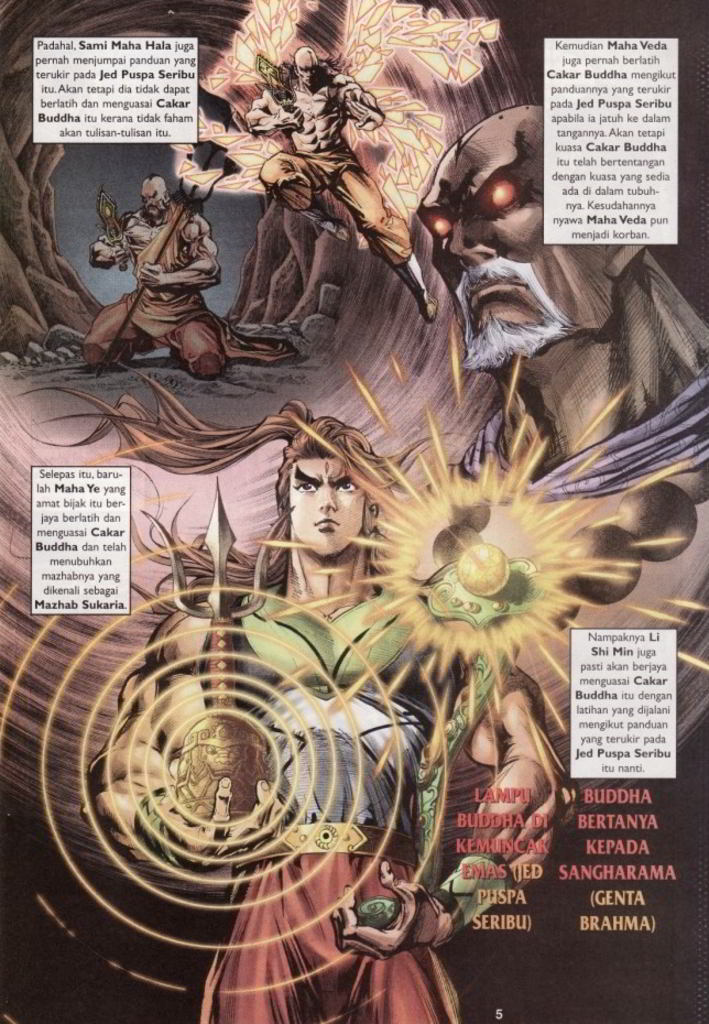 Padahal, Sami Maha Hala juga
pernah menjumpai panduan yang
terukir pada Jed Puspa Seribu
itu. Akan tetapi dia tidak dapat
berlatih dan menguasai Cakar
Buddha itu kerana tidak faham
akan tulisan-tulisan itu.
Kemudian Maha Veda
juga pernah berlatih
Cakar Buddha mengikut
panduannya yang terukir
pada Jed Puspa Seribu
apabila ia jatuh ke dalam
tangannya. Akan tetapi
kuasa Cakar Buddha
itu telah bertentangan
dengan kuasa yang sedia
ada di dalam tubuh-
nya. Kesudahannya
nyawa Maha Veda pun
menjadi korban.
Selepas itu, baru-
lah Maha Ye yang
amat bijak itu ber-
jaya berlatih dan
menguasai Cakar
Buddha dan telah
menubuhkan
mazhabnya yang
dikenali sebagai
Mazhab Sukaria.
Nampaknya Li
Shi Min juga
pasti akan berjaya
menguasai Cakar
Buddha itu dengan
latihan yang dijalani
mengikut panduan
yang terukir pada
Jed Puspa Seribu
itu nanti.
LAMPU
BUDDHA DI
KEMUNCAK
EMAS (JED
PUSPA
SERIBU)
BUDDHA
BERTANYA
KEPADA
SANGHARAMA
(GENTA
BRAHMA)
5